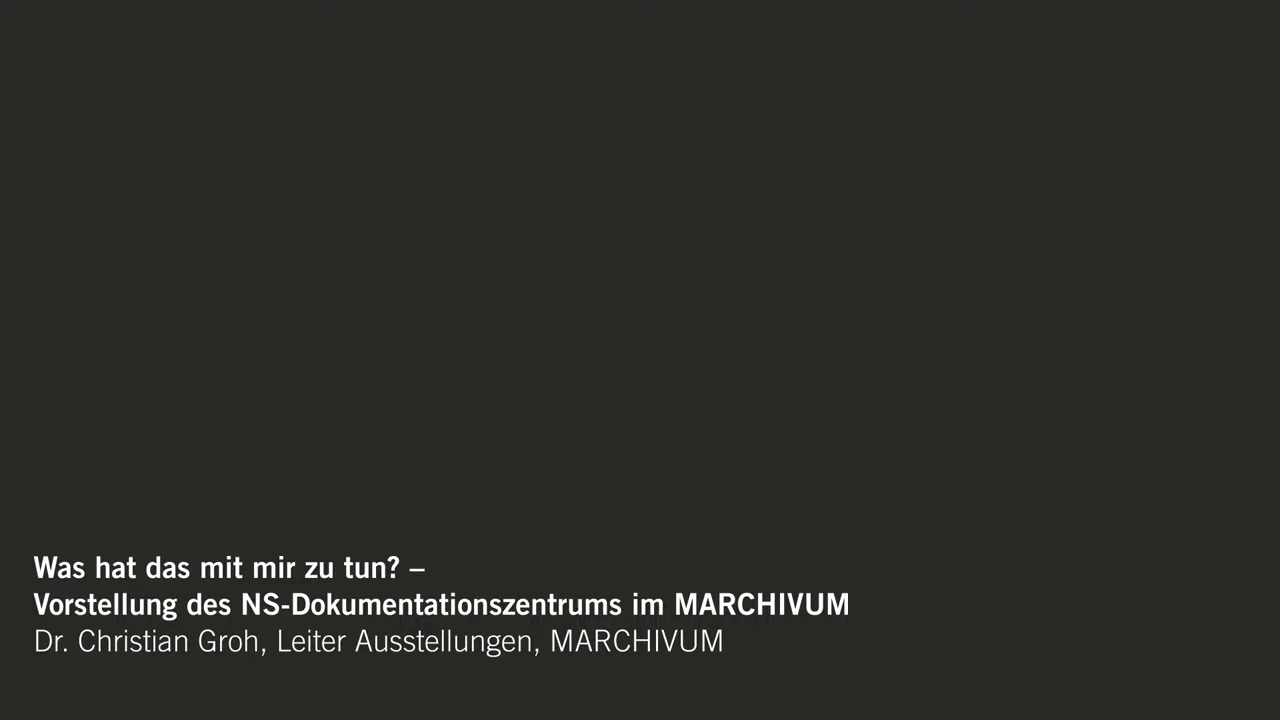 Was hat das mit mir zu tun? –
Vorstellung des NS-Dokumentationszentrums im MARCHIVUM
Dr. Christian Groh, Leiter Ausstellungen, MARCHIVUM